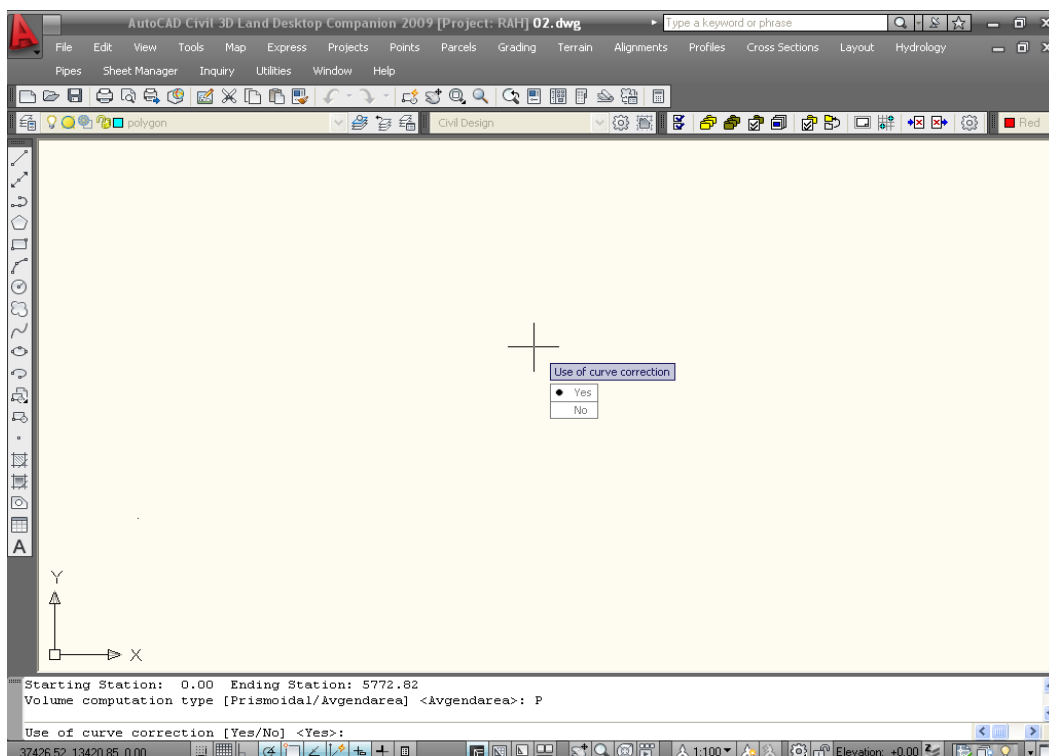 AutoCAD Civil 3D Land Desktop Companion 2009 [Project: RAH] 02.dwg
Type a keyword or phrase
File Edit View Tools Map Express Projects Points Parcels Grading Terrain Alignments Profiles Cross Sections Layout Hydrology
Pipes Sheet Manager Inquiry Utilities Window Help
polygon Civil Design Red
Use of curve correction
Yes
No
A
Y
X
Starting Station: 0.00 Ending Station: 5772.82
Volume computation type [Prismoidal/Avgendarea] <Avgendarea>: P
Use of curve correction [Yes/No] <Yes>:
37426.52, 13420.85, 0.00 1:100 Elevation: +0.00